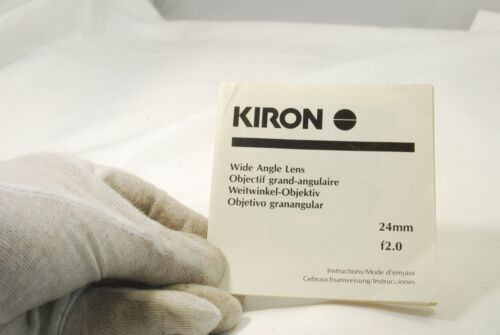 KIRON
Wide Angle Lens
Objectif grand-angulaire
Weitwinkel-Objektiv
Objetivo granangular
24mm
f2.0
Instructions/Mode d'emploi
Gebrauchsanweisung/Instrucciones